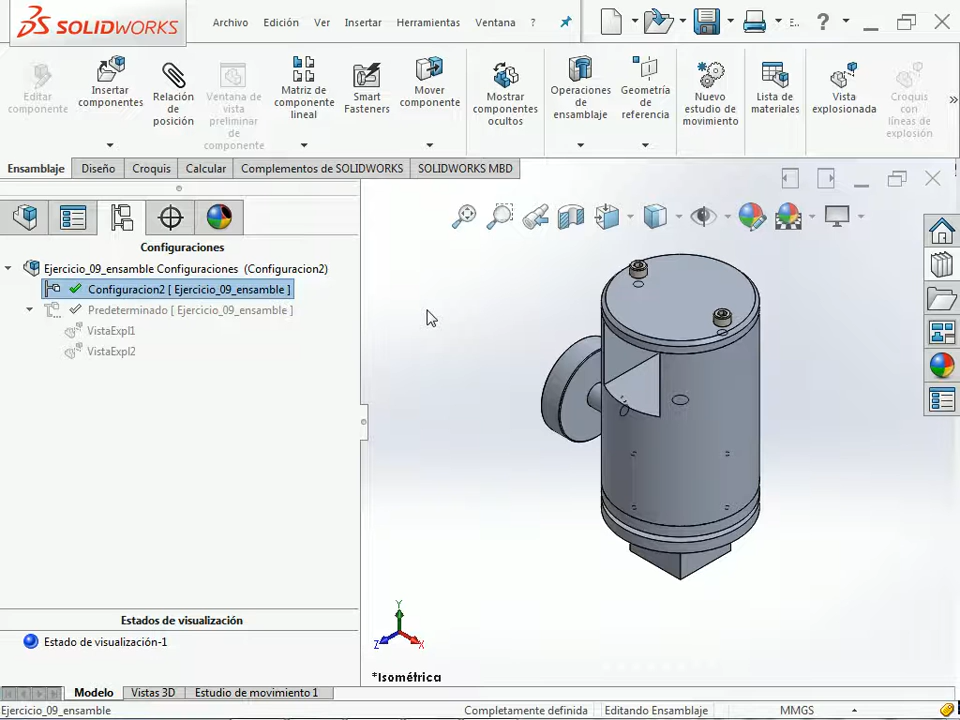 SOLIDWORKS
Archivo Edición Ver Insertar Herramientas Ventana ? E.. ?
Editar componente
Insertar componentes
Relación de posición
Ventana de vista preliminar de componente
Matriz de componente lineal
Smart Fasteners
Mover componente
Mostrar componentes ocultos
Operaciones de ensamblaje
Geometría de referencia
Nuevo estudio de movimiento
Lista de materiales
Vista explosionada
Croquis con líneas de explosión
Ensamblaje Diseño Croquis Calcular Complementos de SOLIDWORKS SOLIDWORKS MBD
Configuraciones
Ejercicio_09_ensamble Configuraciones (Configuracion2)
Configuracion2 [ Ejercicio_09_ensamble ]
Predeterminado [ Ejercicio_09_ensamble ]
VistaExpl1
VistaExpl2
Estados de visualización
Estado de visualización-1
Y
Z X
*Isométrica
Modelo Vistas 3D Estudio de movimiento 1
Ejercicio_09_ensamble Completamente definida Editando Ensamblaje MMGS